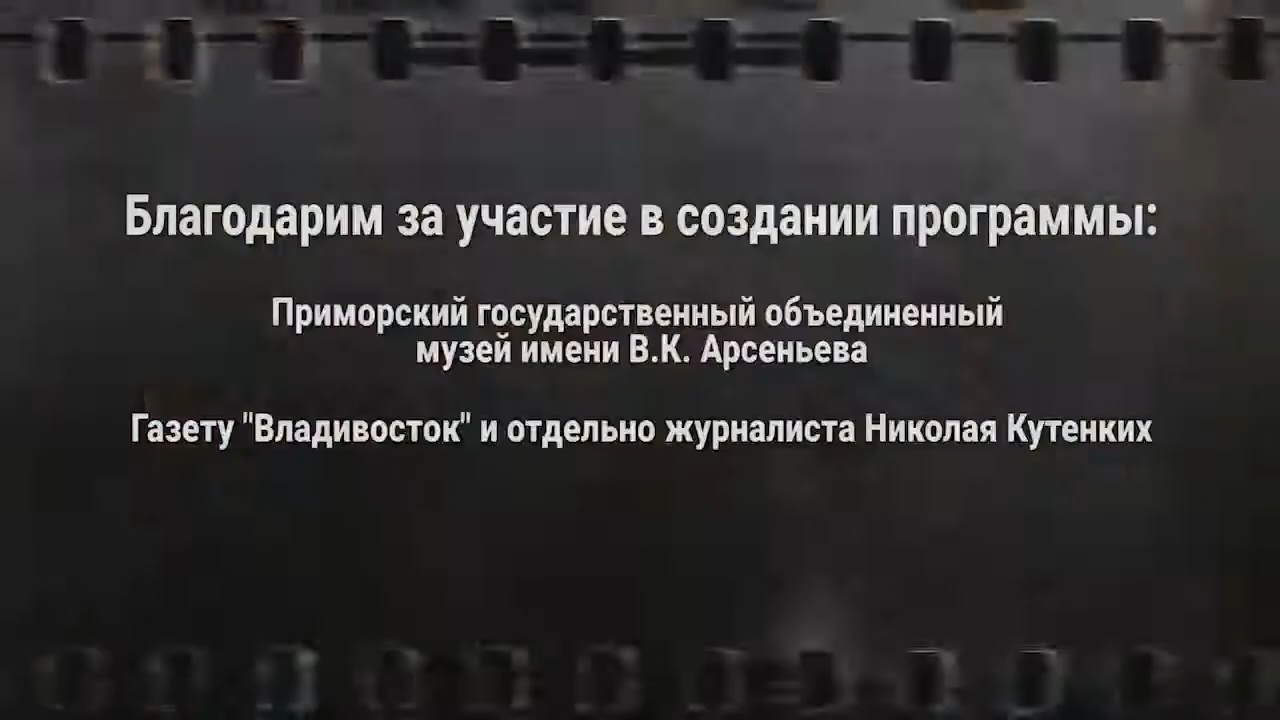 Благодарим за участие в создании программы:
Приморский государственный объединенный
музей имени В.К. Арсеньева
Газету "Владивосток" и отдельно журналиста Николая Кутенких